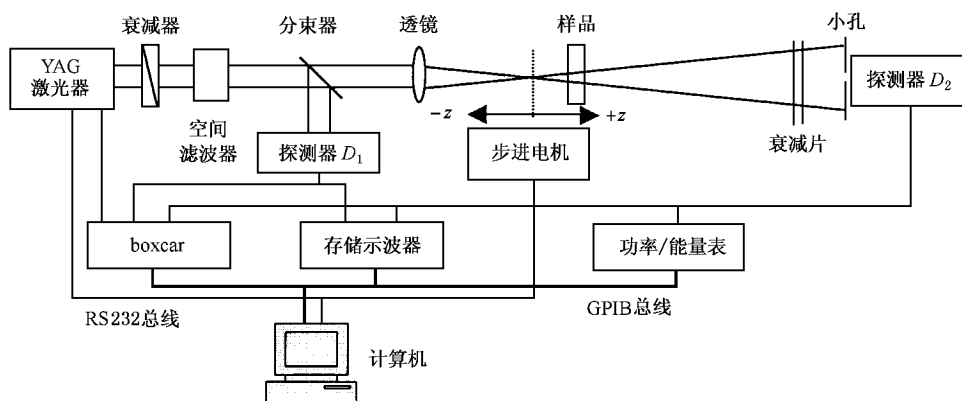 衰减器
分束器
透镜
样品
小孔
YAG
激光器
探测器 D₂
−z
+z
空间
滤波器
衰减片
探测器 D₁
步进电机
boxcar
存储示波器
功率/能量表
RS232总线
GPIB总线
计算机